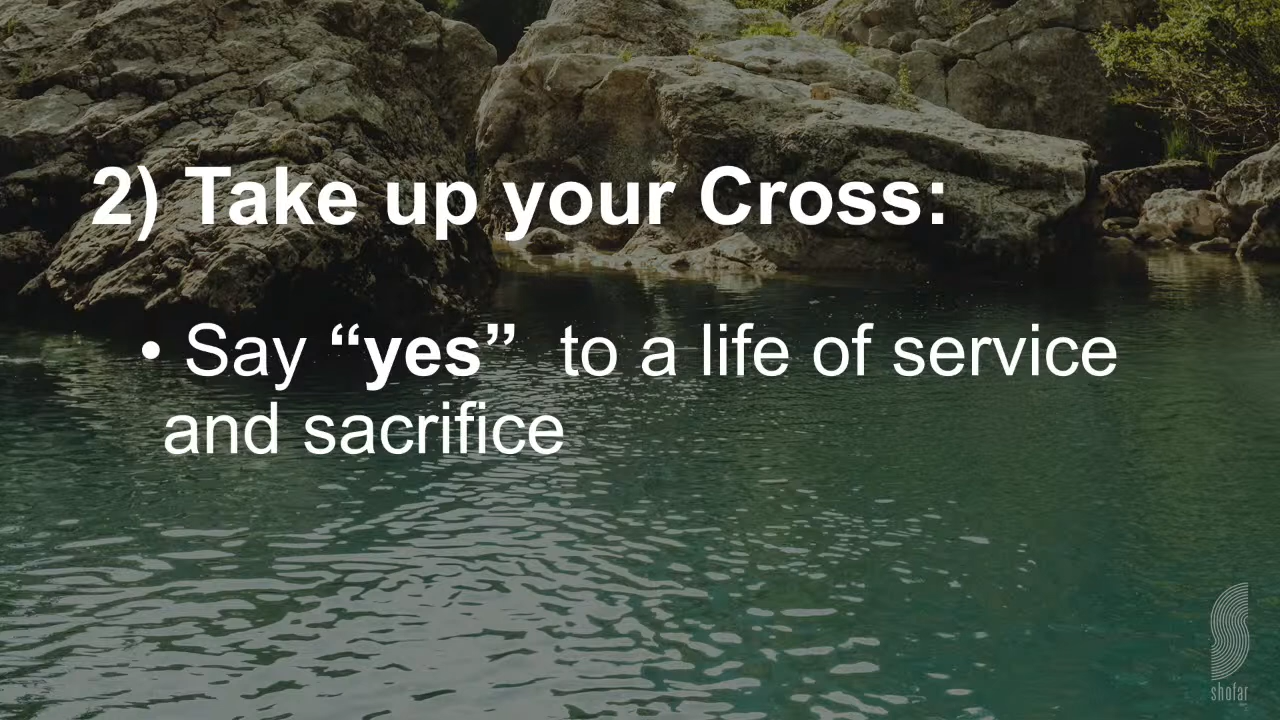 2) Take up your Cross:
• Say “yes”  to a life of service
and sacrifice
shofar